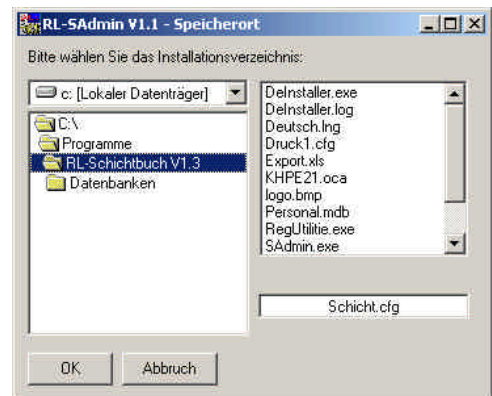 RL-SAdmin V1.1 - Speicherort
Bitte wählen Sie das Installationsverzeichnis:
c: [Lokaler Datenträger]
C:\
Programme
RL-Schichtbuch V1.3
Datenbanken
DeInstaller.exe
DeInstaller.log
Deutsch.lng
Druck1.cfg
Export.xls
KHPE21.oca
logo.bmp
Personal.mdb
RegUtilitie.exe
SAdmin.exe
Schicht.cfg
OK
Abbruch